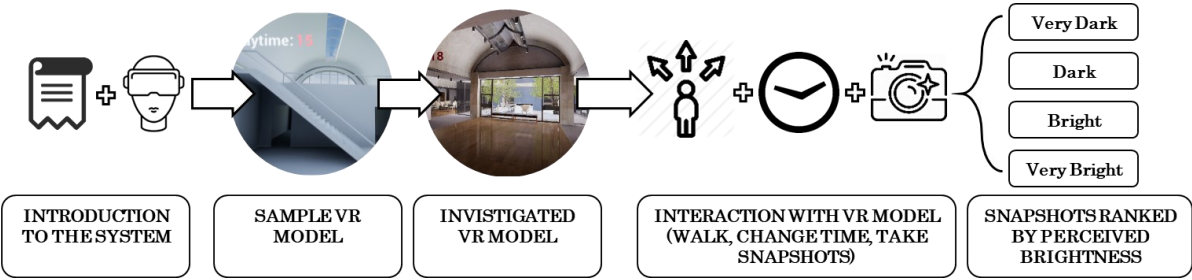 ytime: 16
8
Very Dark
Dark
Bright
Very Bright
INTRODUCTION
TO THE SYSTEM
SAMPLE VR
MODEL
INVISTIGATED
VR MODEL
INTERACTION WITH VR MODEL
(WALK, CHANGE TIME, TAKE
SNAPSHOTS)
SNAPSHOTS RANKED
BY PERCEIVED
BRIGHTNESS